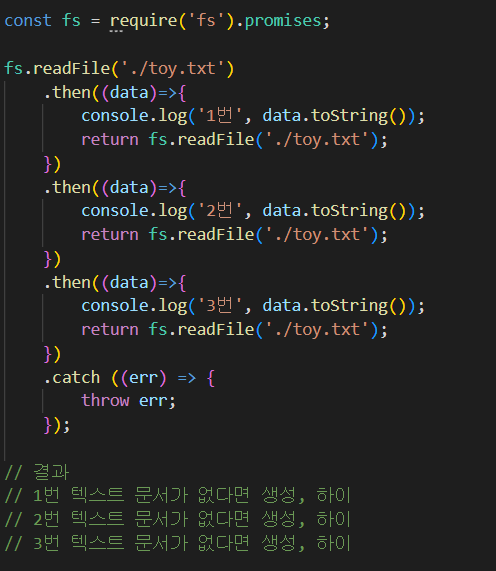 const fs = require('fs').promises;
fs.readFile('./toy.txt')
.then((data)=>{
console.log('1번', data.toString());
return fs.readFile('./toy.txt');
})
.then((data)=>{
console.log('2번', data.toString());
return fs.readFile('./toy.txt');
})
.then((data)=>{
console.log('3번', data.toString());
return fs.readFile('./toy.txt');
})
.catch ((err) => {
throw err;
});
// 결과
// 1번 텍스트 문서가 없다면 생성, 하이
// 2번 텍스트 문서가 없다면 생성, 하이
// 3번 텍스트 문서가 없다면 생성, 하이